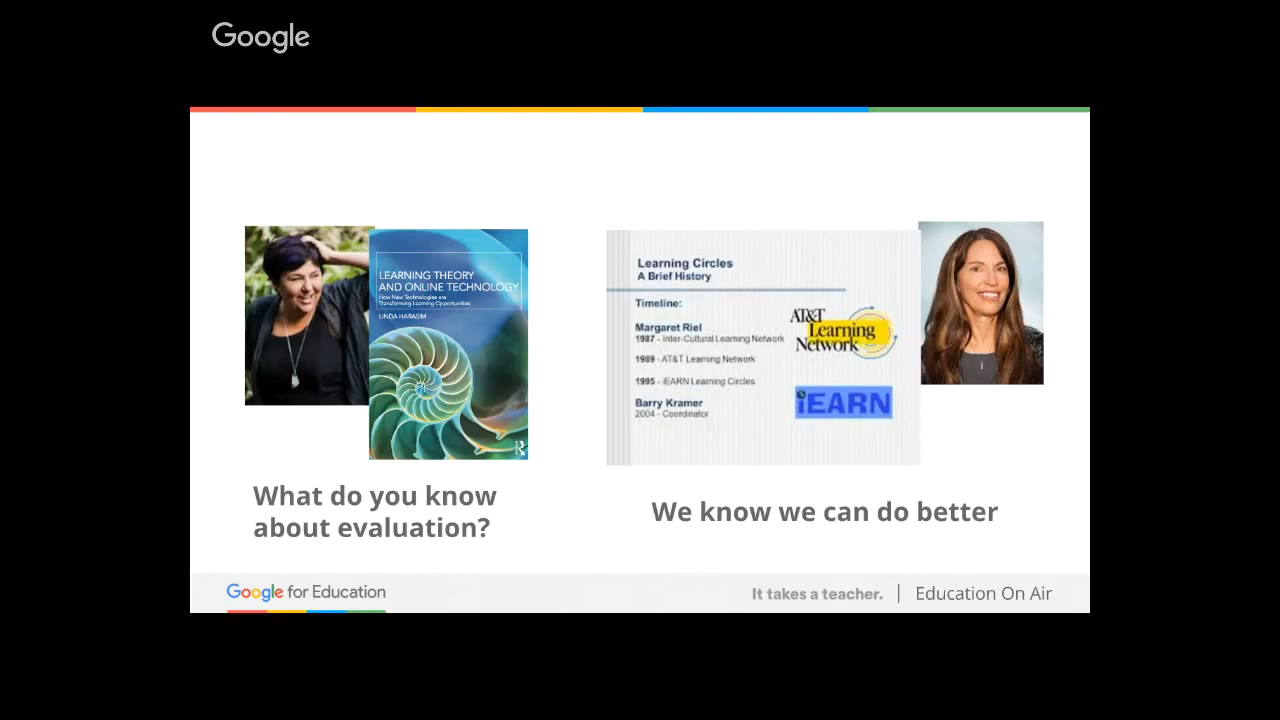 Google
LEARNING THEORY
AND ONLINE TECHNOLOGY
How New Technologies are
Transforming Learning Opportunities
LINDA HARASIM
R
What do you know
about evaluation?
Learning Circles
A Brief History
Timeline:
Margaret Riel
1987 - Inter-Cultural Learning Network
1989 - AT&T Learning Network
1995 - iEARN Learning Circles
Barry Kramer
2004 - Coordinator
AT&T
Learning
Network
iEARN
We know we can do better
Google for Education
It takes a teacher. | Education On Air